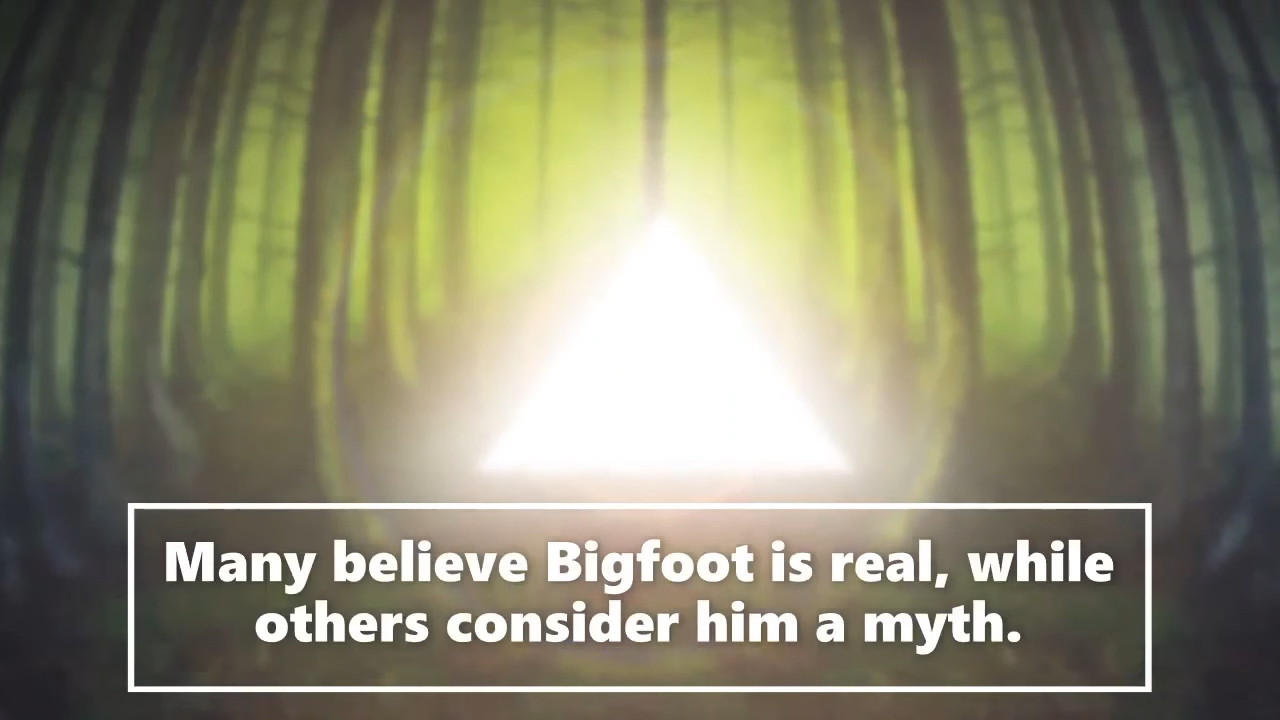 Many believe Bigfoot is real, while
others consider him a myth.